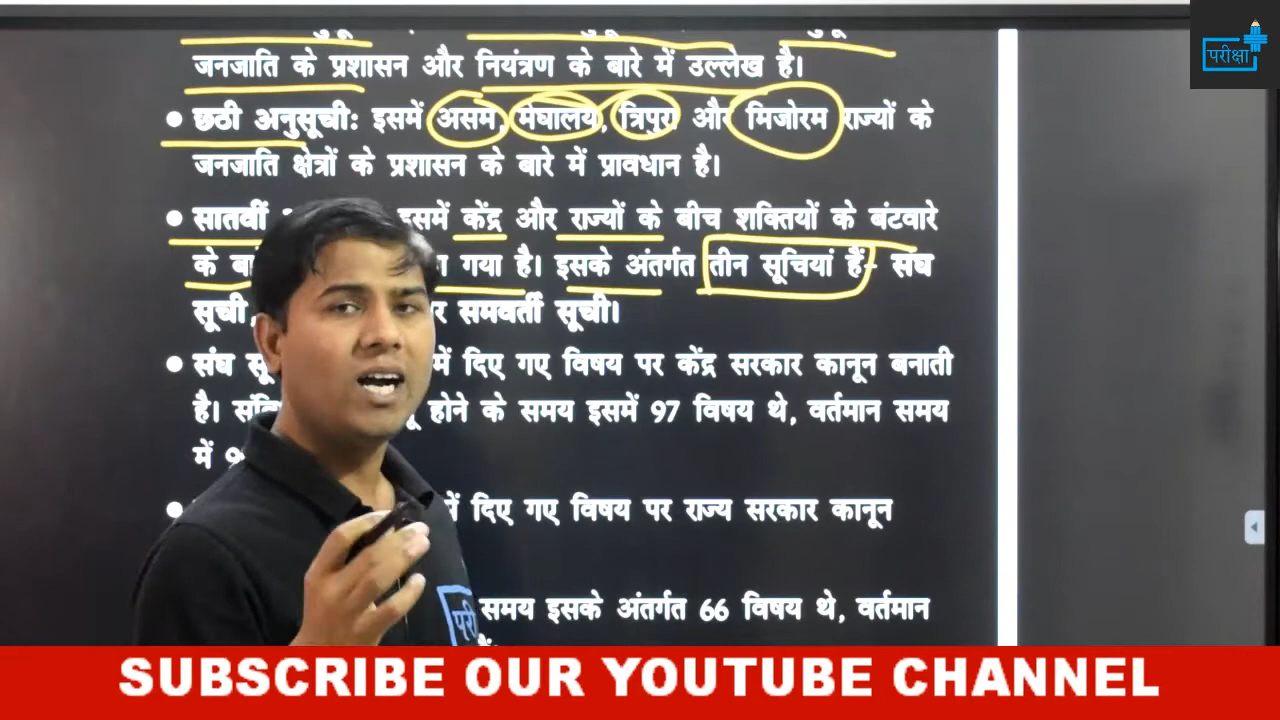 परीक्षा
जनजाति के प्रशासन और नियंत्रण के बारे में उल्लेख है।
• छठी अनुसूची: इसमें असम, मेघालय, त्रिपुरा और मिजोरम राज्यों के
जनजाति क्षेत्रों के प्रशासन के बारे में प्रावधान है।
• सातवीं इसमें केंद्र और राज्यों के बीच शक्तियों के बंटवारे
के गया है। इसके अंतर्गत तीन सूचियां हैं- संघ
सूची, समवर्ती सूची।
• संघ में दिए गए विषय पर केंद्र सरकार कानून बनाती
है। होने के समय इसमें 97 विषय थे, वर्तमान समय
में
• में दिए गए विषय पर राज्य सरकार कानून
समय इसके अंतर्गत 66 विषय थे, वर्तमान
SUBSCRIBE OUR YOUTUBE CHANNEL